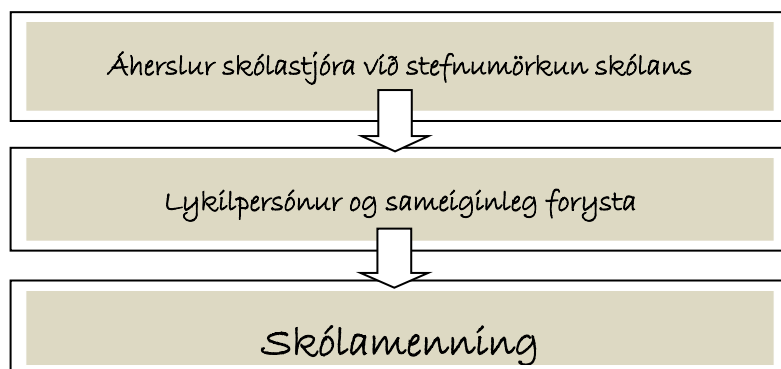 Áherslur skólastjóra við stefnumörkun skólans
Lykilpersónur og sameiginleg forysta
Skólamenning